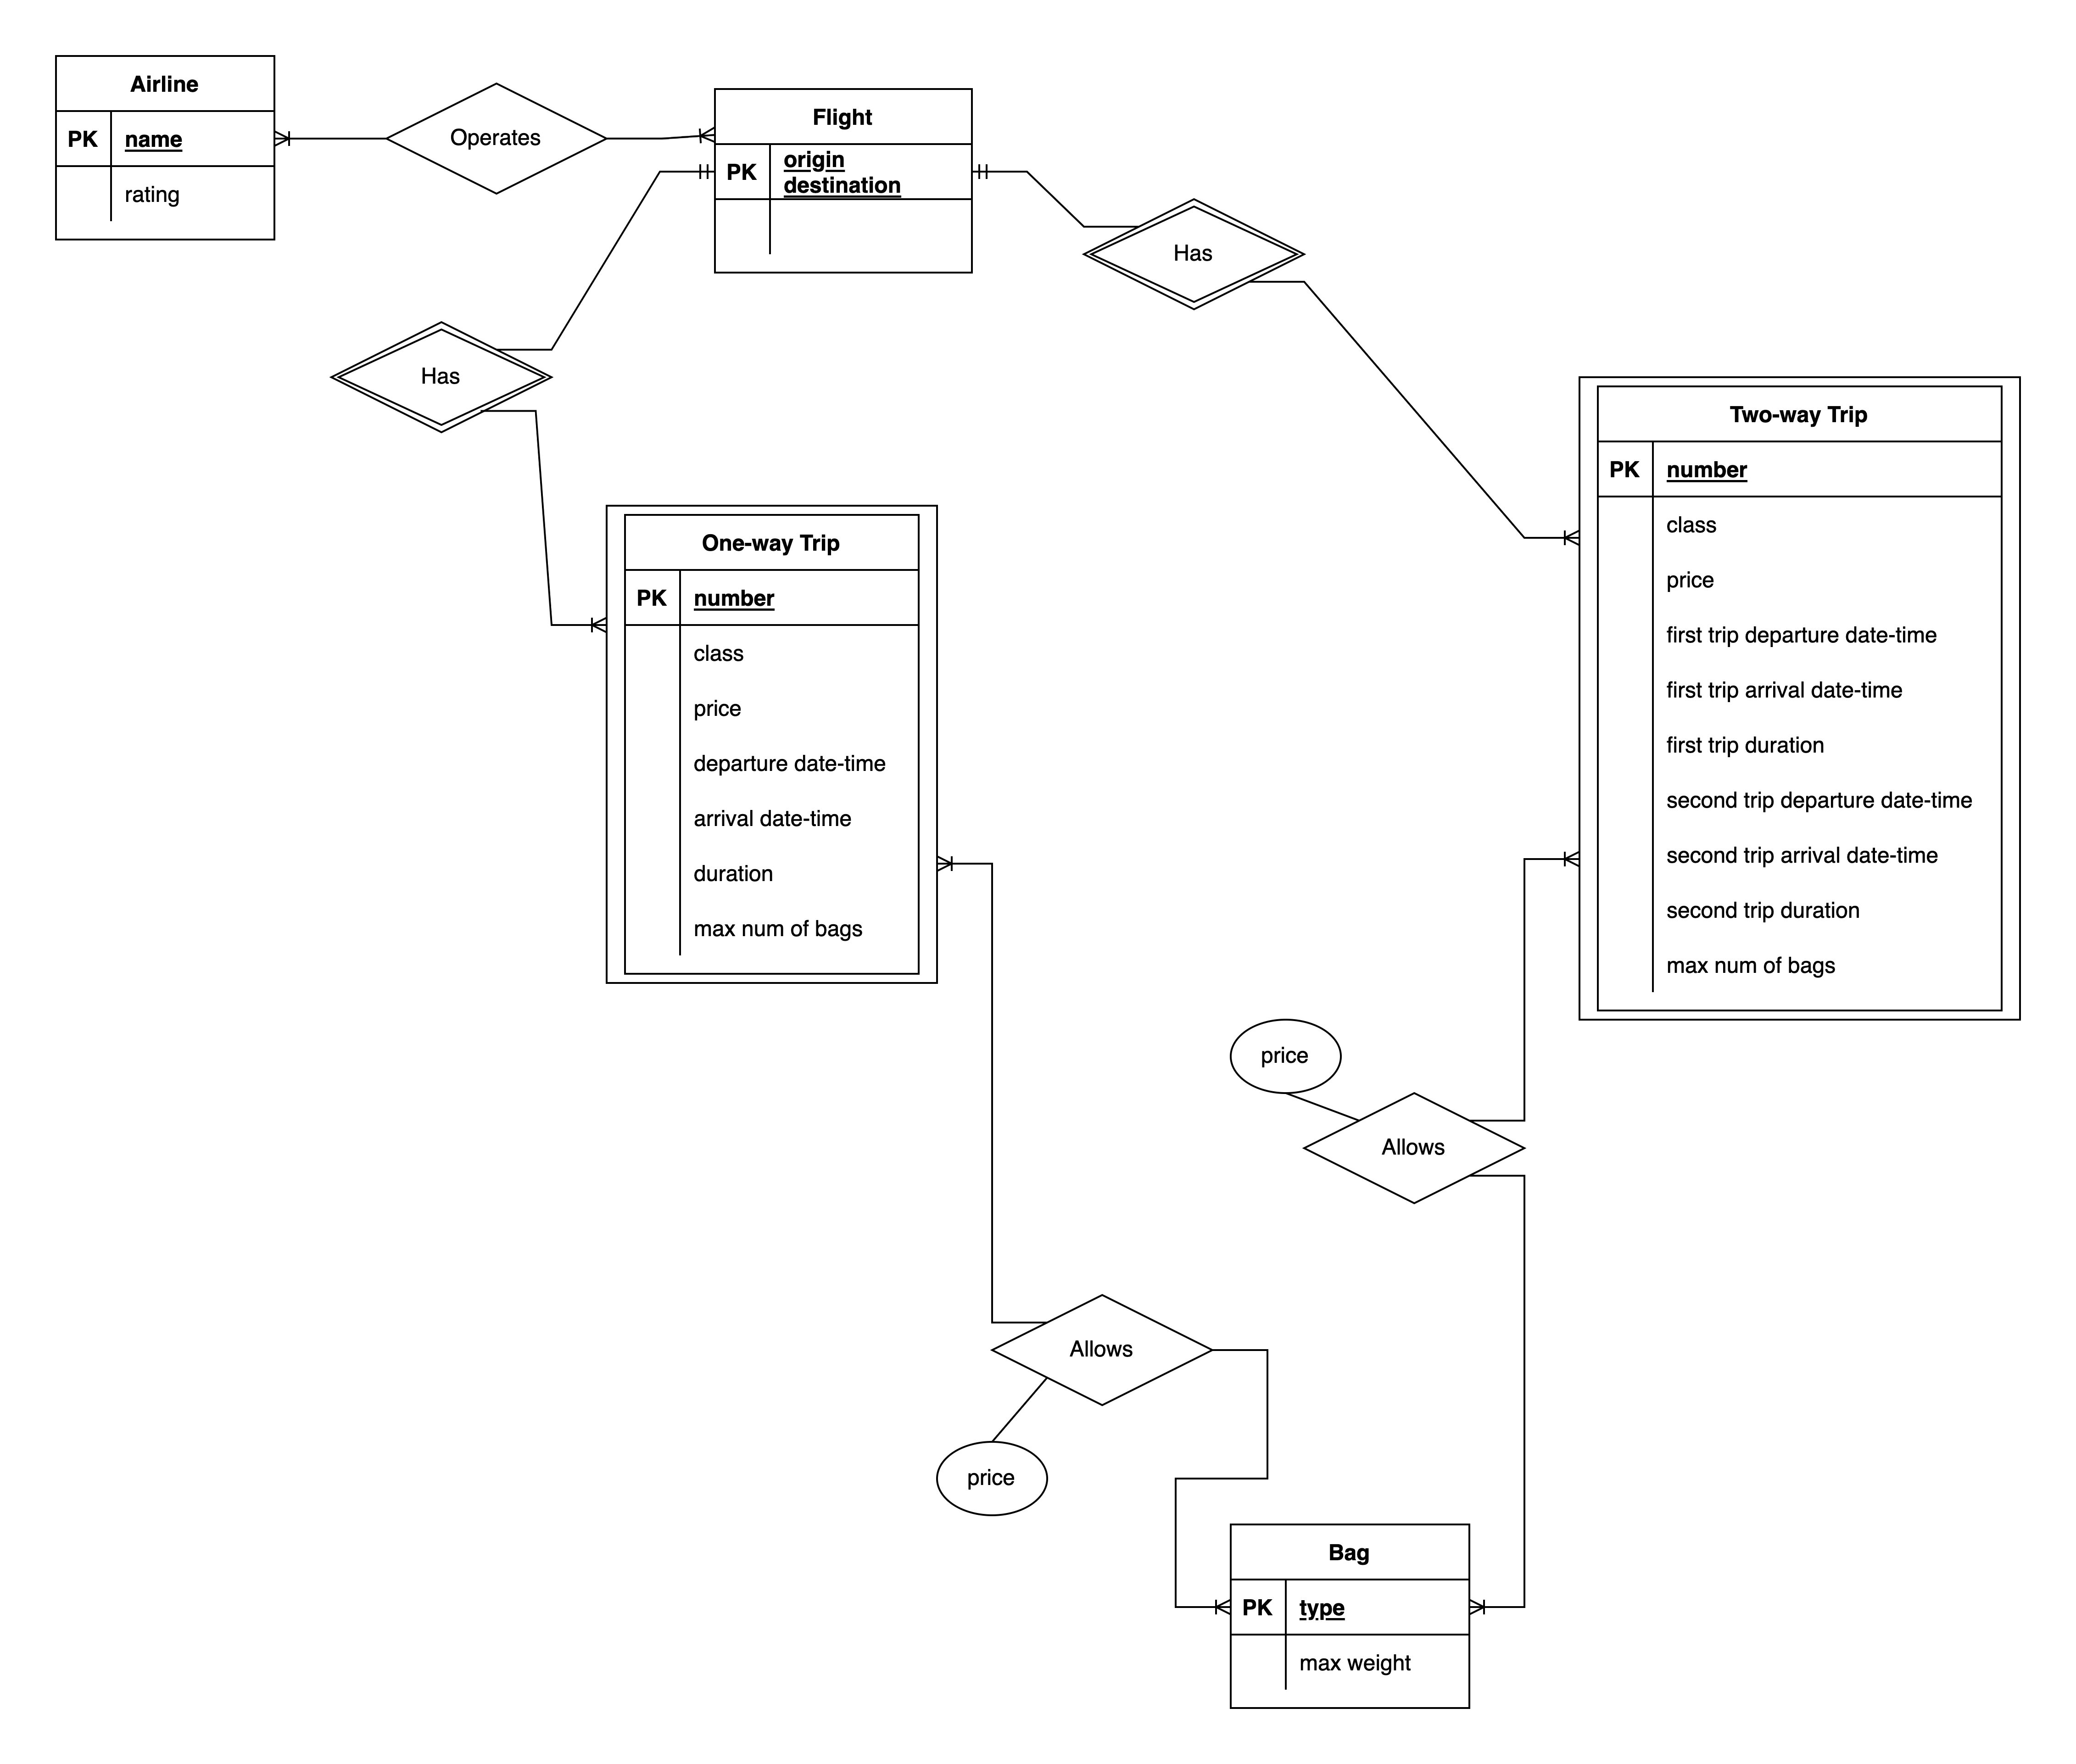 Airline
PK
name
rating
Operates
Flight
PK
origin
destination
Has
Has
Two-way Trip
PK
number
class
price
first trip departure date-time
first trip arrival date-time
first trip duration
second trip departure date-time
second trip arrival date-time
second trip duration
max num of bags
One-way Trip
PK
number
class
price
departure date-time
arrival date-time
duration
max num of bags
price
Allows
Allows
price
Bag
PK
type
max weight